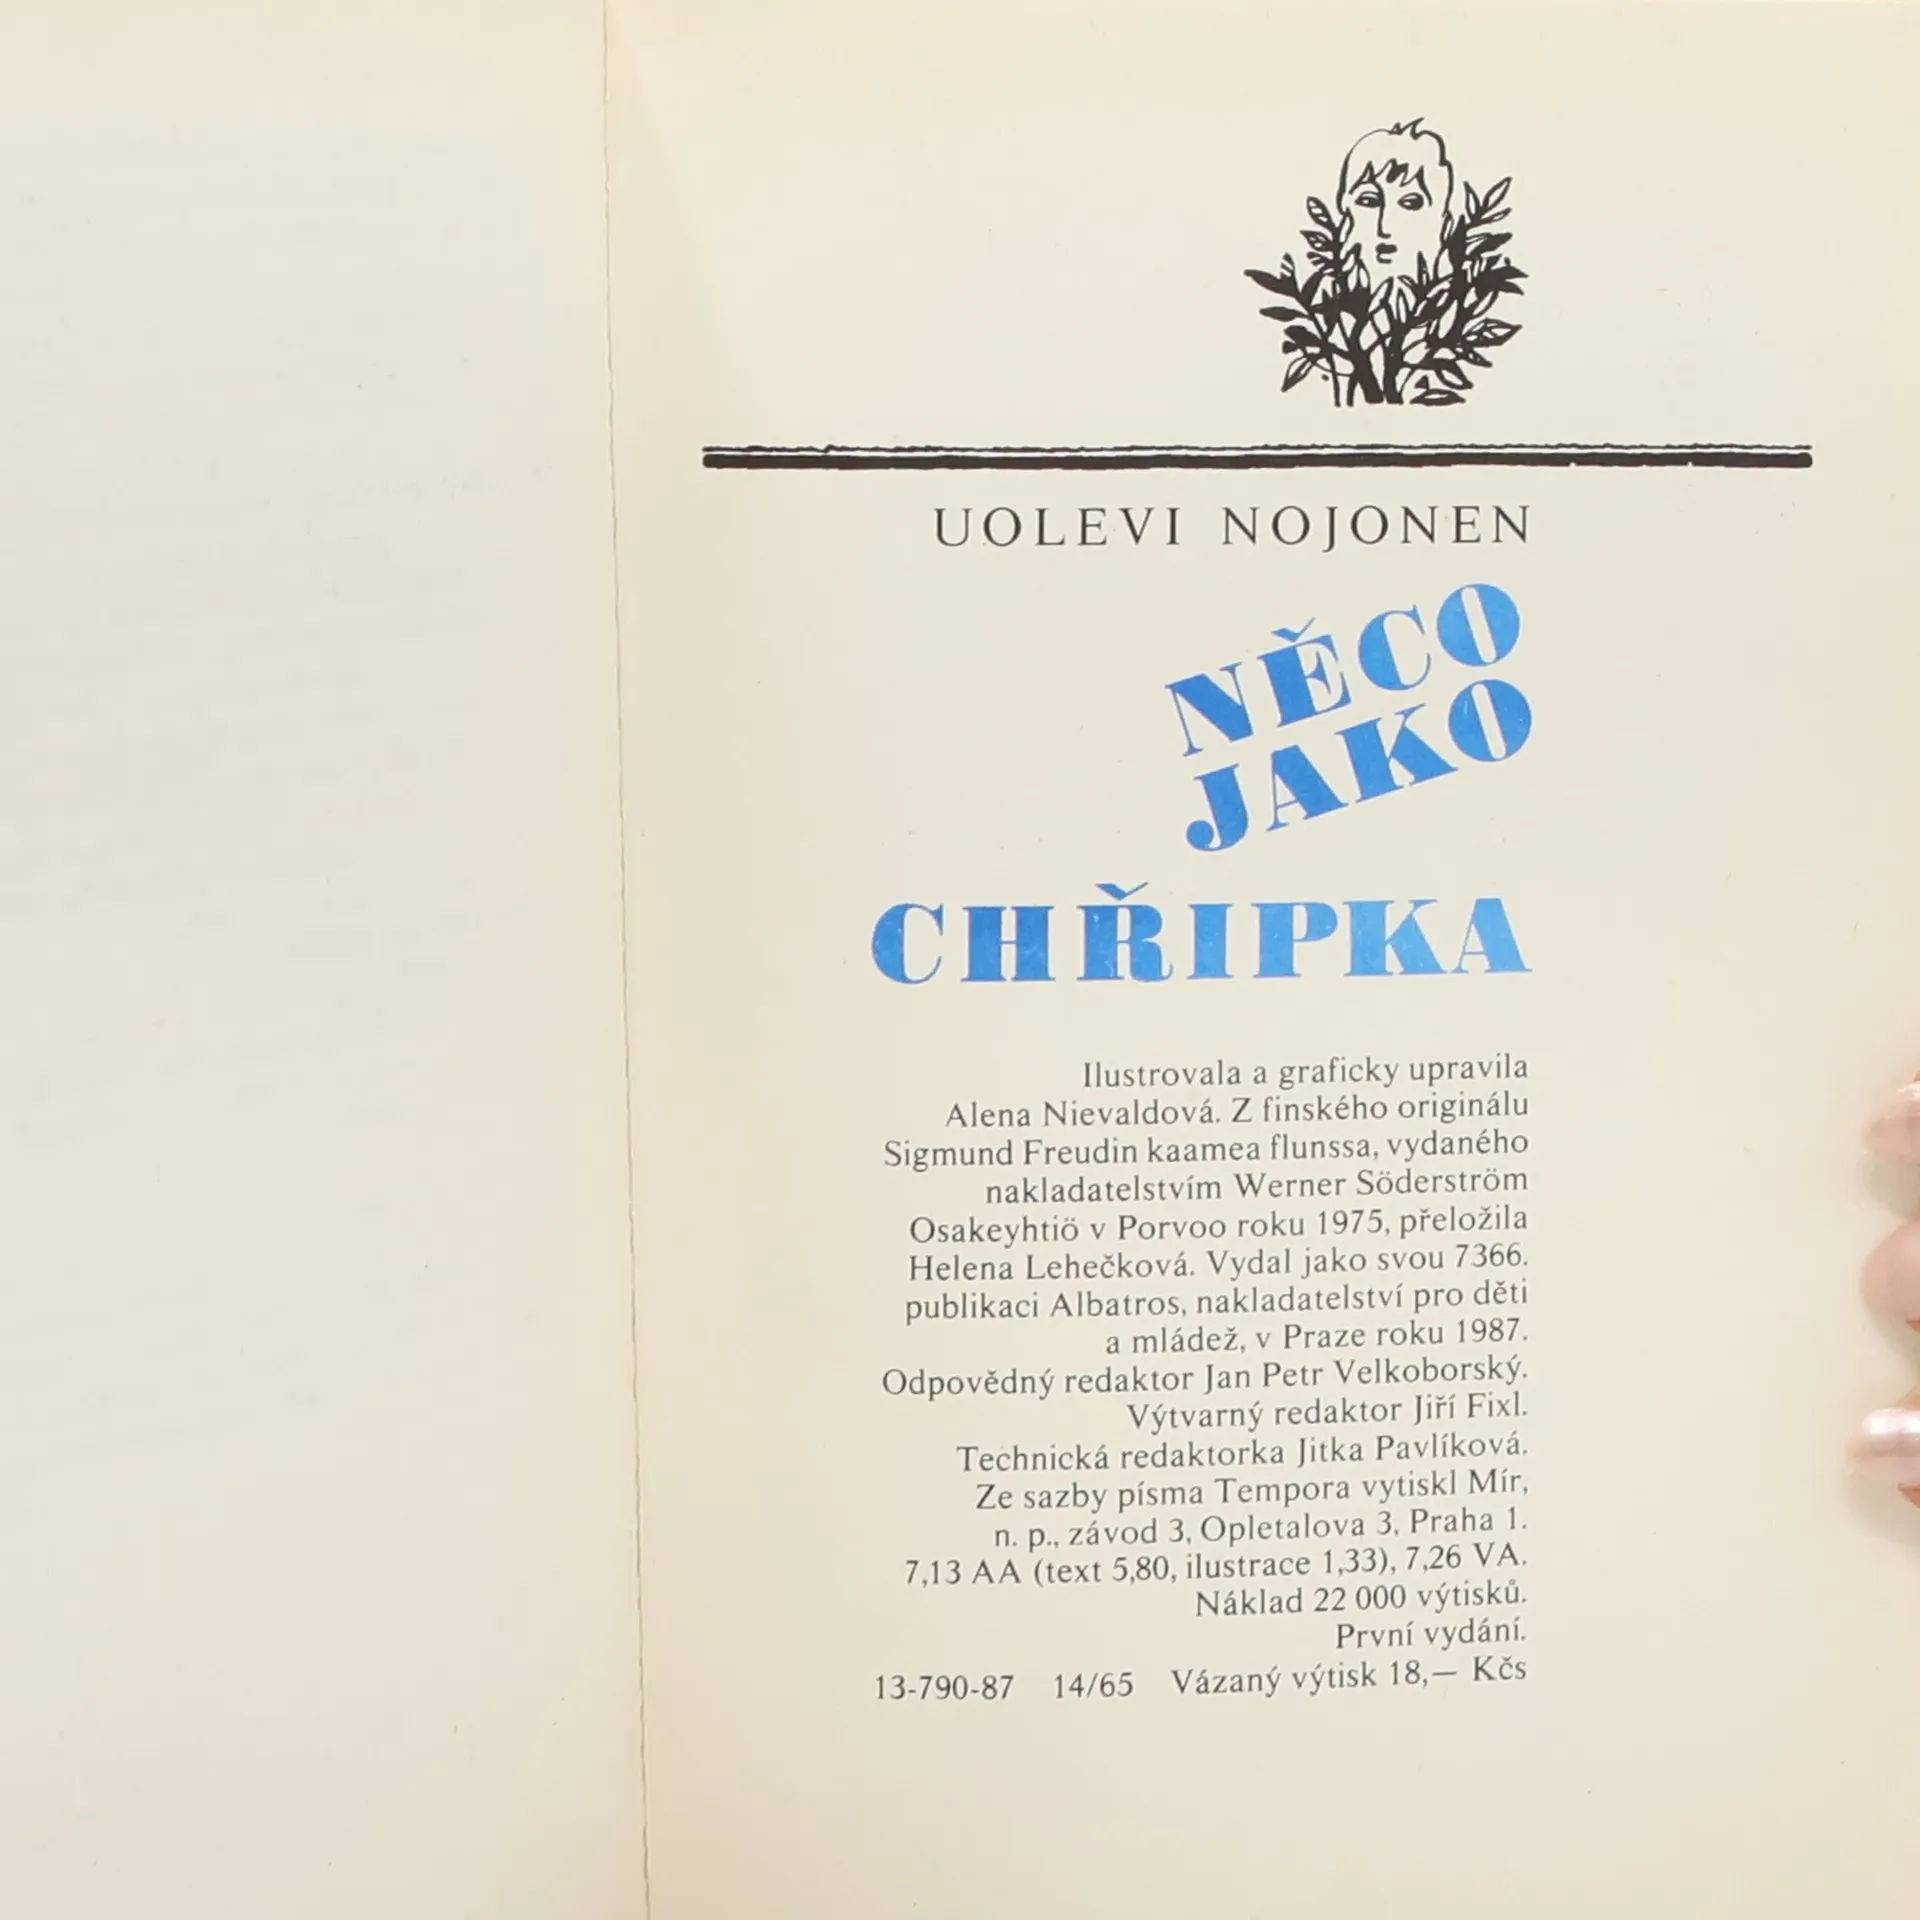 UOLEVI NOJONEN
NĚCO
JAKO
CHŘIPKA
Ilustrovala a graficky upravila
Alena Nievaldová. Z finského originálu
Sigmund Freudin kaamea flunssa, vydaného
nakladatelstvím Werner Söderström
Osakeyhtiö v Porvoo roku 1975, přeložila
Helena Lehečková. Vydal jako svou 7366.
publikaci Albatros, nakladatelství pro děti
a mládež, v Praze roku 1987.
Odpovědný redaktor Jan Petr Velkoborský.
Výtvarný redaktor Jiří Fixl.
Technická redaktorka Jitka Pavlíková.
Ze sazby písma Tempora vytiskl Mír,
n. p., závod 3, Opletalova 3, Praha 1.
7,13 AA (text 5,80, ilustrace 1,33), 7,26 VA.
Náklad 22 000 výtisků.
První vydání.
13-790-87 14/65 Vázaný výtisk 18,— Kčs